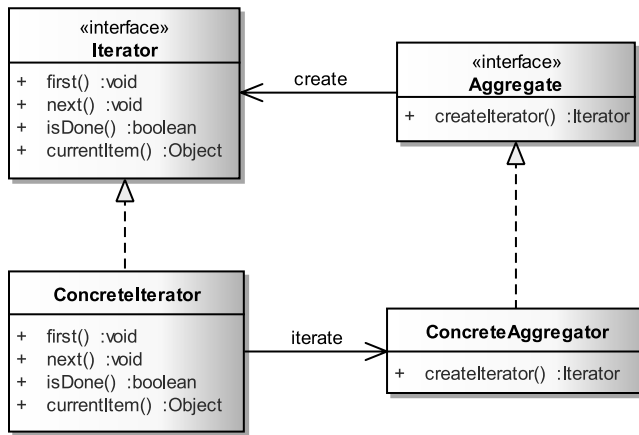 «interface»
Iterator
+ first() :void
+ next() :void
+ isDone() :boolean
+ currentItem() :Object
create
«interface»
Aggregate
+ createIterator() :Iterator
ConcreteIterator
+ first() :void
+ next() :void
+ isDone() :boolean
+ currentItem() :Object
iterate
ConcreteAggregator
+ createIterator() :Iterator